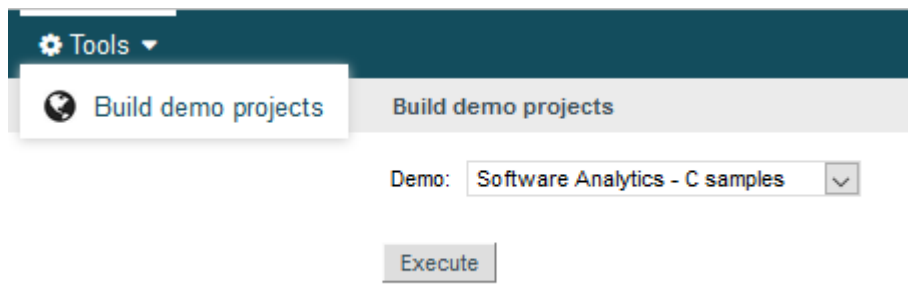 Tools
Build demo projects
Build demo projects
Demo: Software Analytics - C samples
Execute